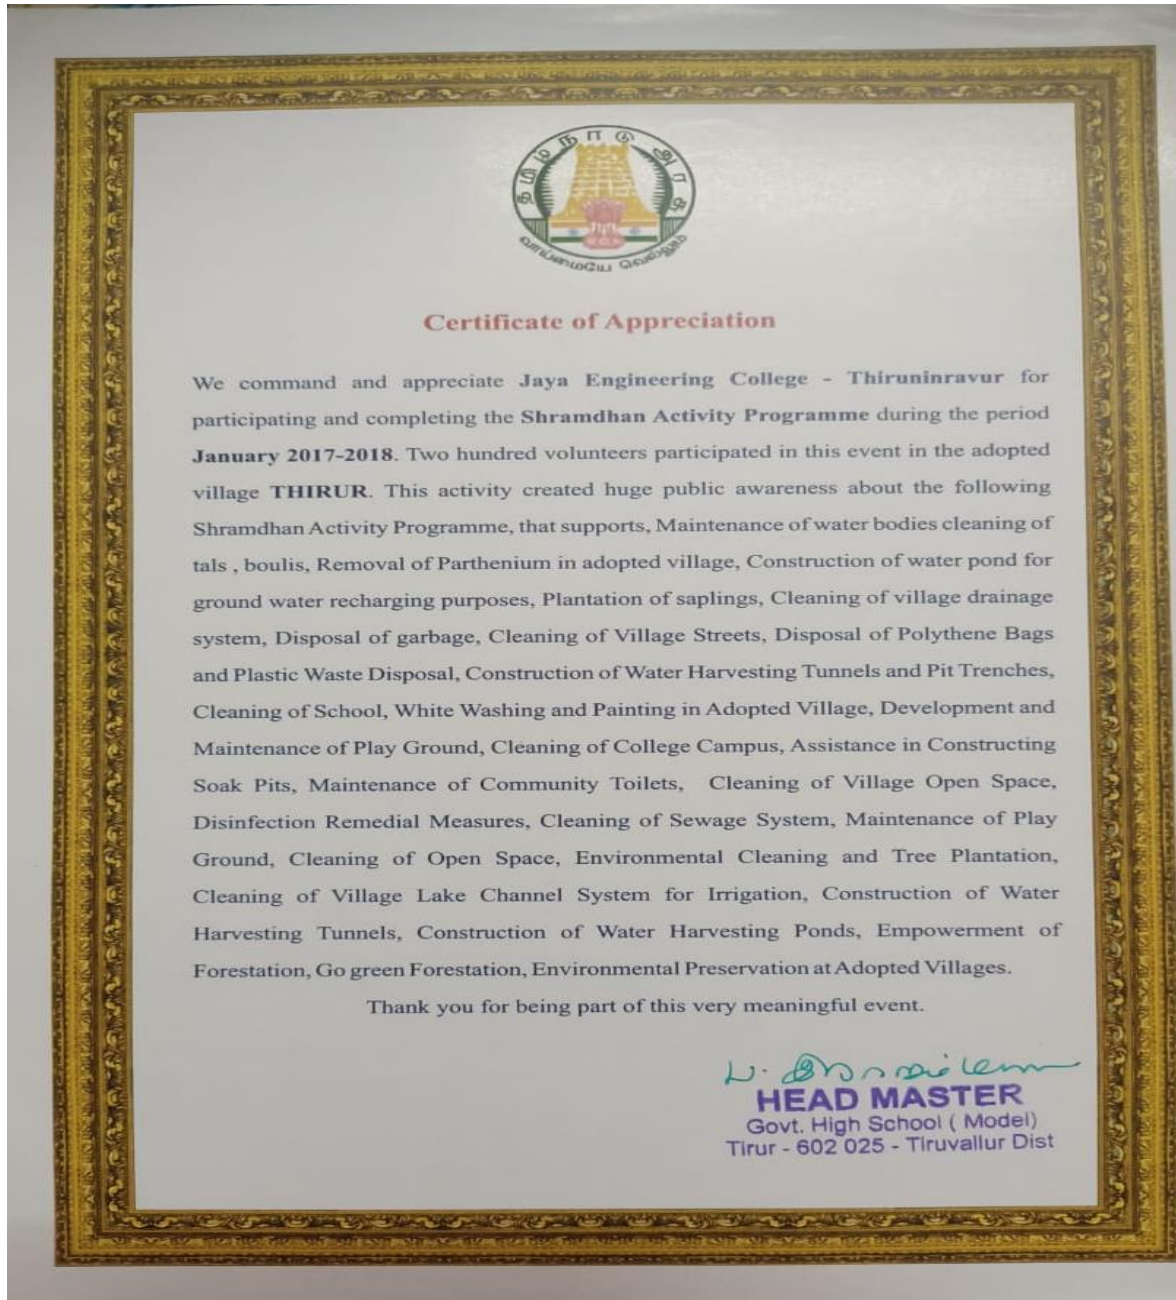 தமிழ்நாடு அரசு
வாய்மையே வெல்லும்
Certificate of Appreciation
We command and appreciate Jaya Engineering College - Thiruninravur for
participating and completing the Shramdhan Activity Programme during the period
January 2017-2018. Two hundred volunteers participated in this event in the adopted
village THIRUR. This activity created huge public awareness about the following
Shramdhan Activity Programme, that supports, Maintenance of water bodies cleaning of
tals , boulis, Removal of Parthenium in adopted village, Construction of water pond for
ground water recharging purposes, Plantation of saplings, Cleaning of village drainage
system, Disposal of garbage, Cleaning of Village Streets, Disposal of Polythene Bags
and Plastic Waste Disposal, Construction of Water Harvesting Tunnels and Pit Trenches,
Cleaning of School, White Washing and Painting in Adopted Village, Development and
Maintenance of Play Ground, Cleaning of College Campus, Assistance in Constructing
Soak Pits, Maintenance of Community Toilets, Cleaning of Village Open Space,
Disinfection Remedial Measures, Cleaning of Sewage System, Maintenance of Play
Ground, Cleaning of Open Space, Environmental Cleaning and Tree Plantation,
Cleaning of Village Lake Channel System for Irrigation, Construction of Water
Harvesting Tunnels, Construction of Water Harvesting Ponds, Empowerment of
Forestation, Go green Forestation, Environmental Preservation at Adopted Villages.
Thank you for being part of this very meaningful event.
HEAD MASTER
Govt. High School ( Model)
Tirur - 602 025 - Tiruvallur Dist